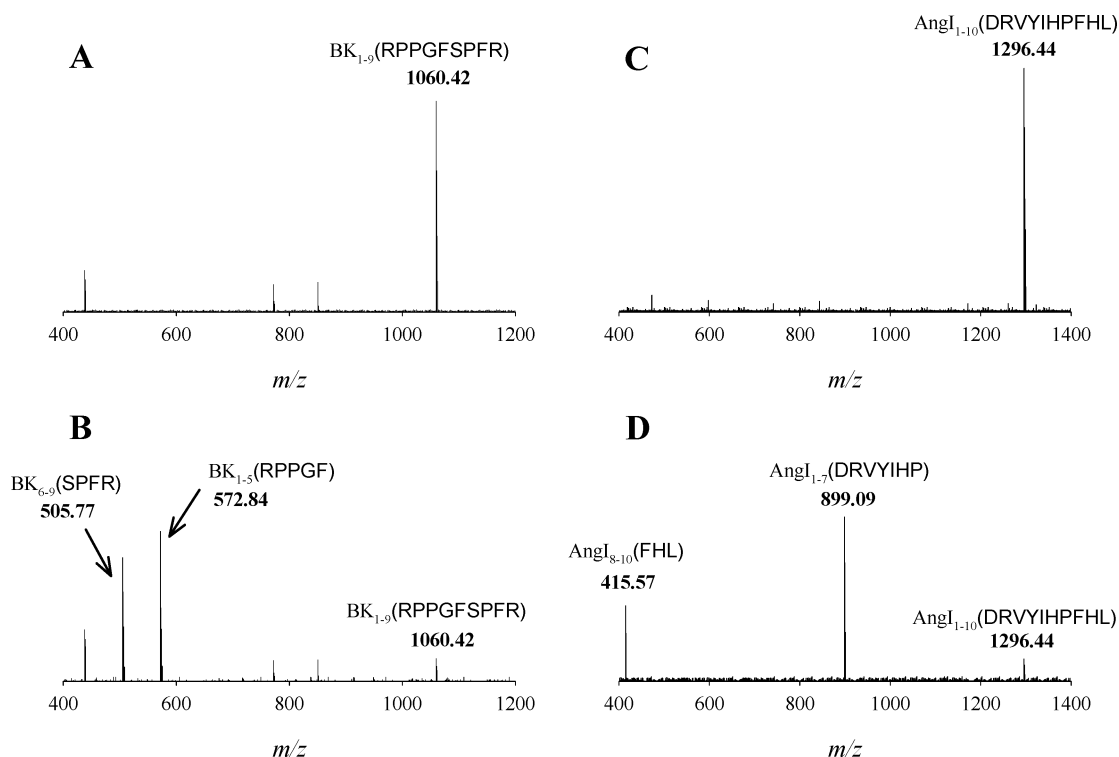 A
BK1-9(RPPGFSPFR)
1060.42
400 600 800 1000 1200
m/z
C
AngI1-10(DRVYIHPFHL)
1296.44
400 600 800 1000 1200 1400
m/z
B
BK6-9(SPFR)
505.77
BK1-5(RPPGF)
572.84
BK1-9(RPPGFSPFR)
1060.42
400 600 800 1000 1200
m/z
D
AngI1-7(DRVYIHP)
899.09
AngI8-10(FHL)
415.57
AngI1-10(DRVYIHPFHL)
1296.44
400 600 800 1000 1200 1400
m/z